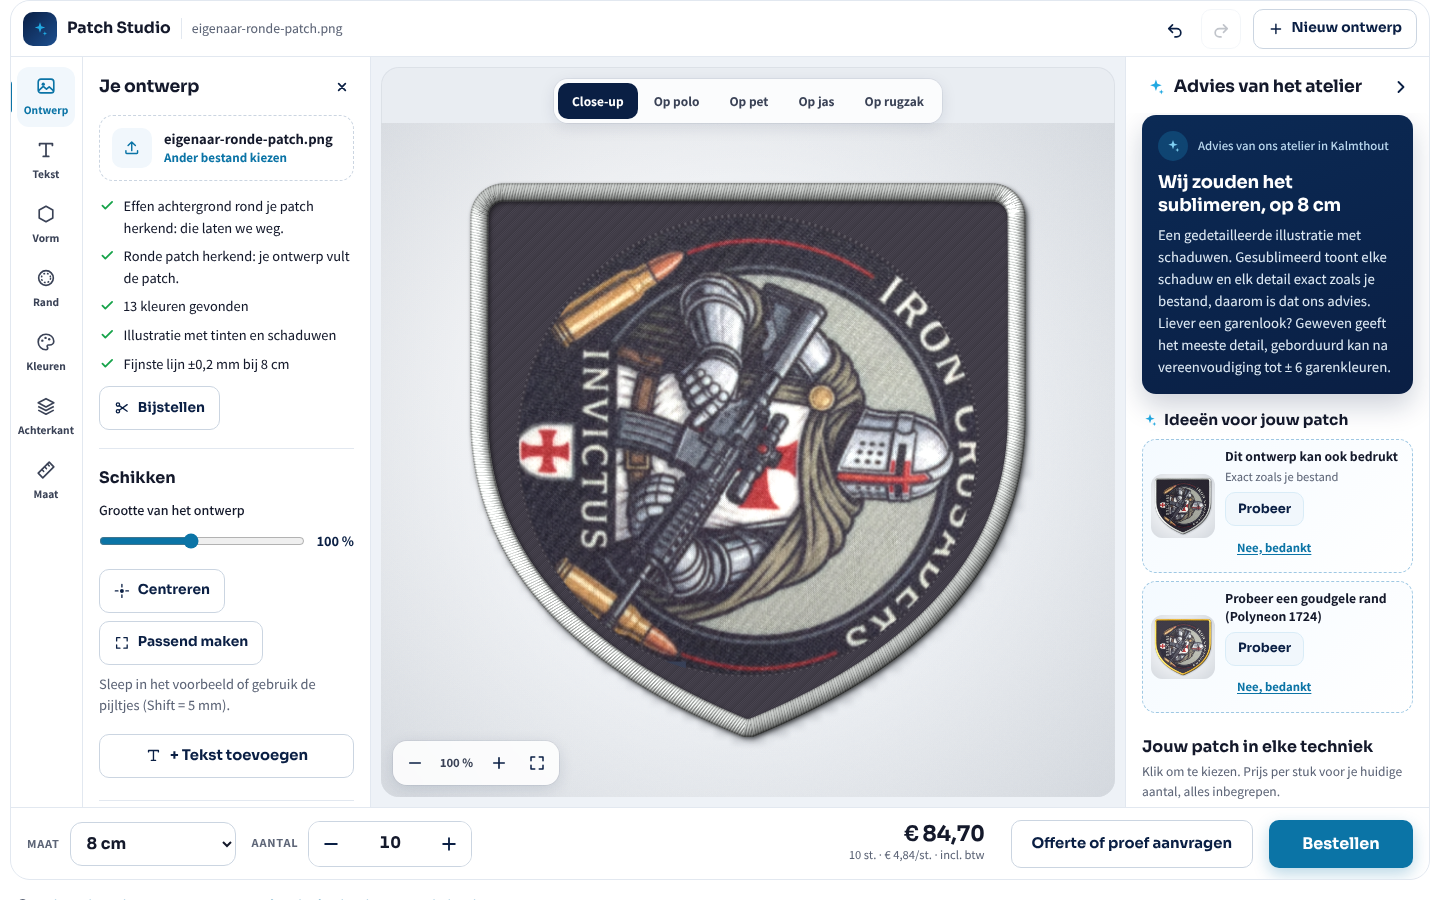 Patch Studio
eigenaar-ronde-patch.png
Nieuw ontwerp
Ontwerp
Tekst
Vorm
Rand
Kleuren
Achterkant
Maat
Je ontwerp
eigenaar-ronde-patch.png
Ander bestand kiezen
Effen achtergrond rond je patch
herkend: die laten we weg.
Ronde patch herkend: je ontwerp vult
de patch.
13 kleuren gevonden
Illustratie met tinten en schaduwen
Fijnste lijn ±0,2 mm bij 8 cm
Bijstellen
Schikken
Grootte van het ontwerp
100 %
Centreren
Passend maken
Sleep in het voorbeeld of gebruik de
pijltjes (Shift = 5 mm).
+ Tekst toevoegen
Close-up
Op polo
Op pet
Op jas
Op rugzak
IRON CRUSADERS
INVICTUS
100 %
Advies van het atelier
Advies van ons atelier in Kalmthout
Wij zouden het
sublimeren, op 8 cm
Een gedetailleerde illustratie met
schaduwen. Gesublimeerd toont elke
schaduw en elk detail exact zoals je
bestand, daarom is dat ons advies.
Liever een garenlook? Geweven geeft
het meeste detail, geborduurd kan na
vereenvoudiging tot ± 6 garenkleuren.
Ideeën voor jouw patch
Dit ontwerp kan ook bedrukt
Exact zoals je bestand
Probeer
Nee, bedankt
Probeer een goudgele rand
(Polyneon 1724)
Probeer
Nee, bedankt
Jouw patch in elke techniek
Klik om te kiezen. Prijs per stuk voor je huidige
aantal, alles inbegrepen.
MAAT
8 cm
AANTAL
10
€ 84,70
10 st. · € 4,84/st. · incl. btw
Offerte of proef aanvragen
Bestellen